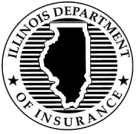 ILLINOIS DEPARTMENT
OF INSURANCE